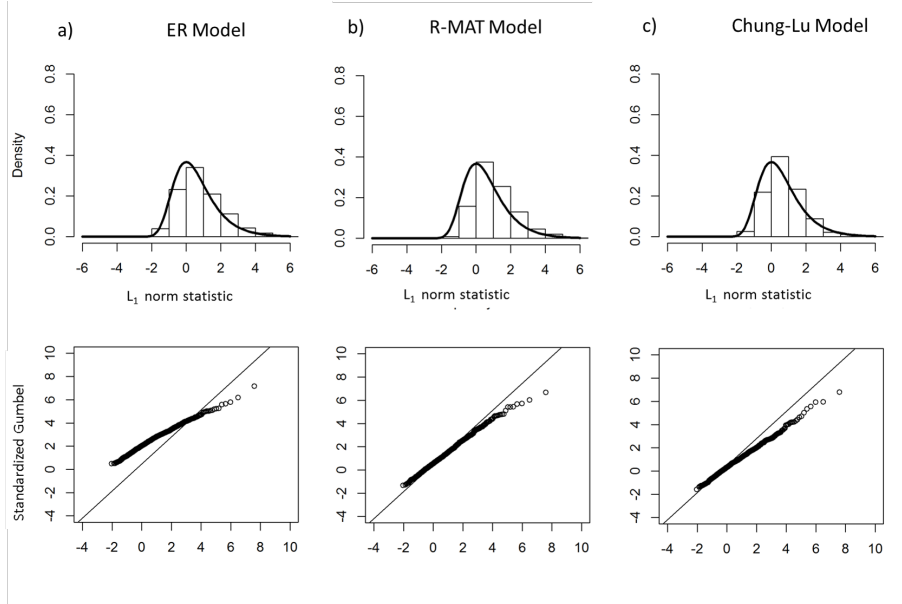 a) ER Model
b) R-MAT Model
c) Chung-Lu Model
Density
0.0 0.2 0.4 0.6 0.8
0.0 0.2 0.4 0.6 0.8
0.0 0.2 0.4 0.6 0.8
-6 -4 -2 0 2 4 6
-6 -4 -2 0 2 4 6
-6 -4 -2 0 2 4 6
L1 norm statistic
L1 norm statistic
L1 norm statistic
Standardized Gumbel
-4 -2 0 2 4 6 8 10
-4 -2 0 2 4 6 8 10
-4 -2 0 2 4 6 8 10
-4 -2 0 2 4 6 8 10
-4 -2 0 2 4 6 8 10
-4 -2 0 2 4 6 8 10